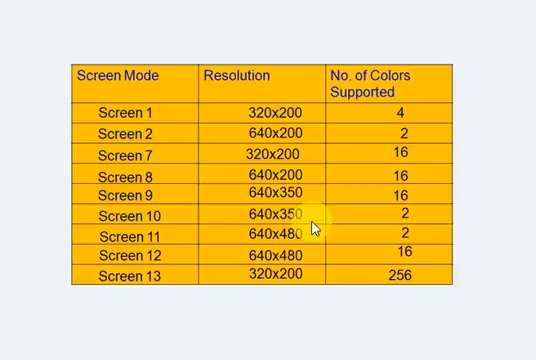 Screen Mode Resolution No. of Colors
Supported
Screen 1 320x200 4
Screen 2 640x200 2
Screen 7 320x200 16
Screen 8 640x200 16
Screen 9 640x350 16
Screen 10 640x350 2
Screen 11 640x480 2
Screen 12 640x480 16
Screen 13 320x200 256